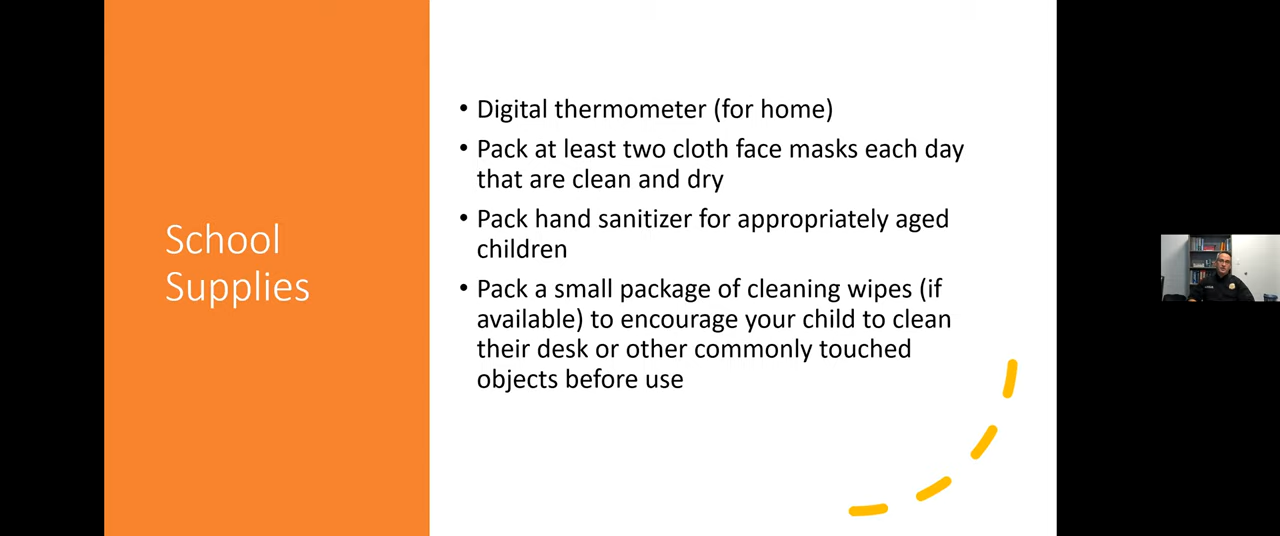 School
Supplies
• Digital thermometer (for home)
• Pack at least two cloth face masks each day
that are clean and dry
• Pack hand sanitizer for appropriately aged
children
• Pack a small package of cleaning wipes (if
available) to encourage your child to clean
their desk or other commonly touched
objects before use